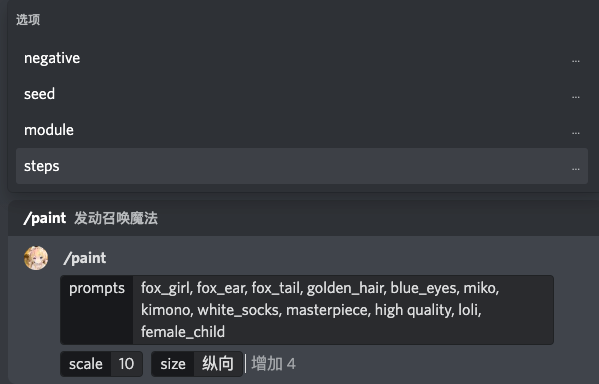 选项
negative ...
seed ...
module ...
steps ...
/paint 发动召唤魔法
/paint
prompts fox_girl, fox_ear, fox_tail, golden_hair, blue_eyes, miko,
kimono, white_socks, masterpiece, high quality, loli,
female_child
scale 10 size 纵向 增加 4